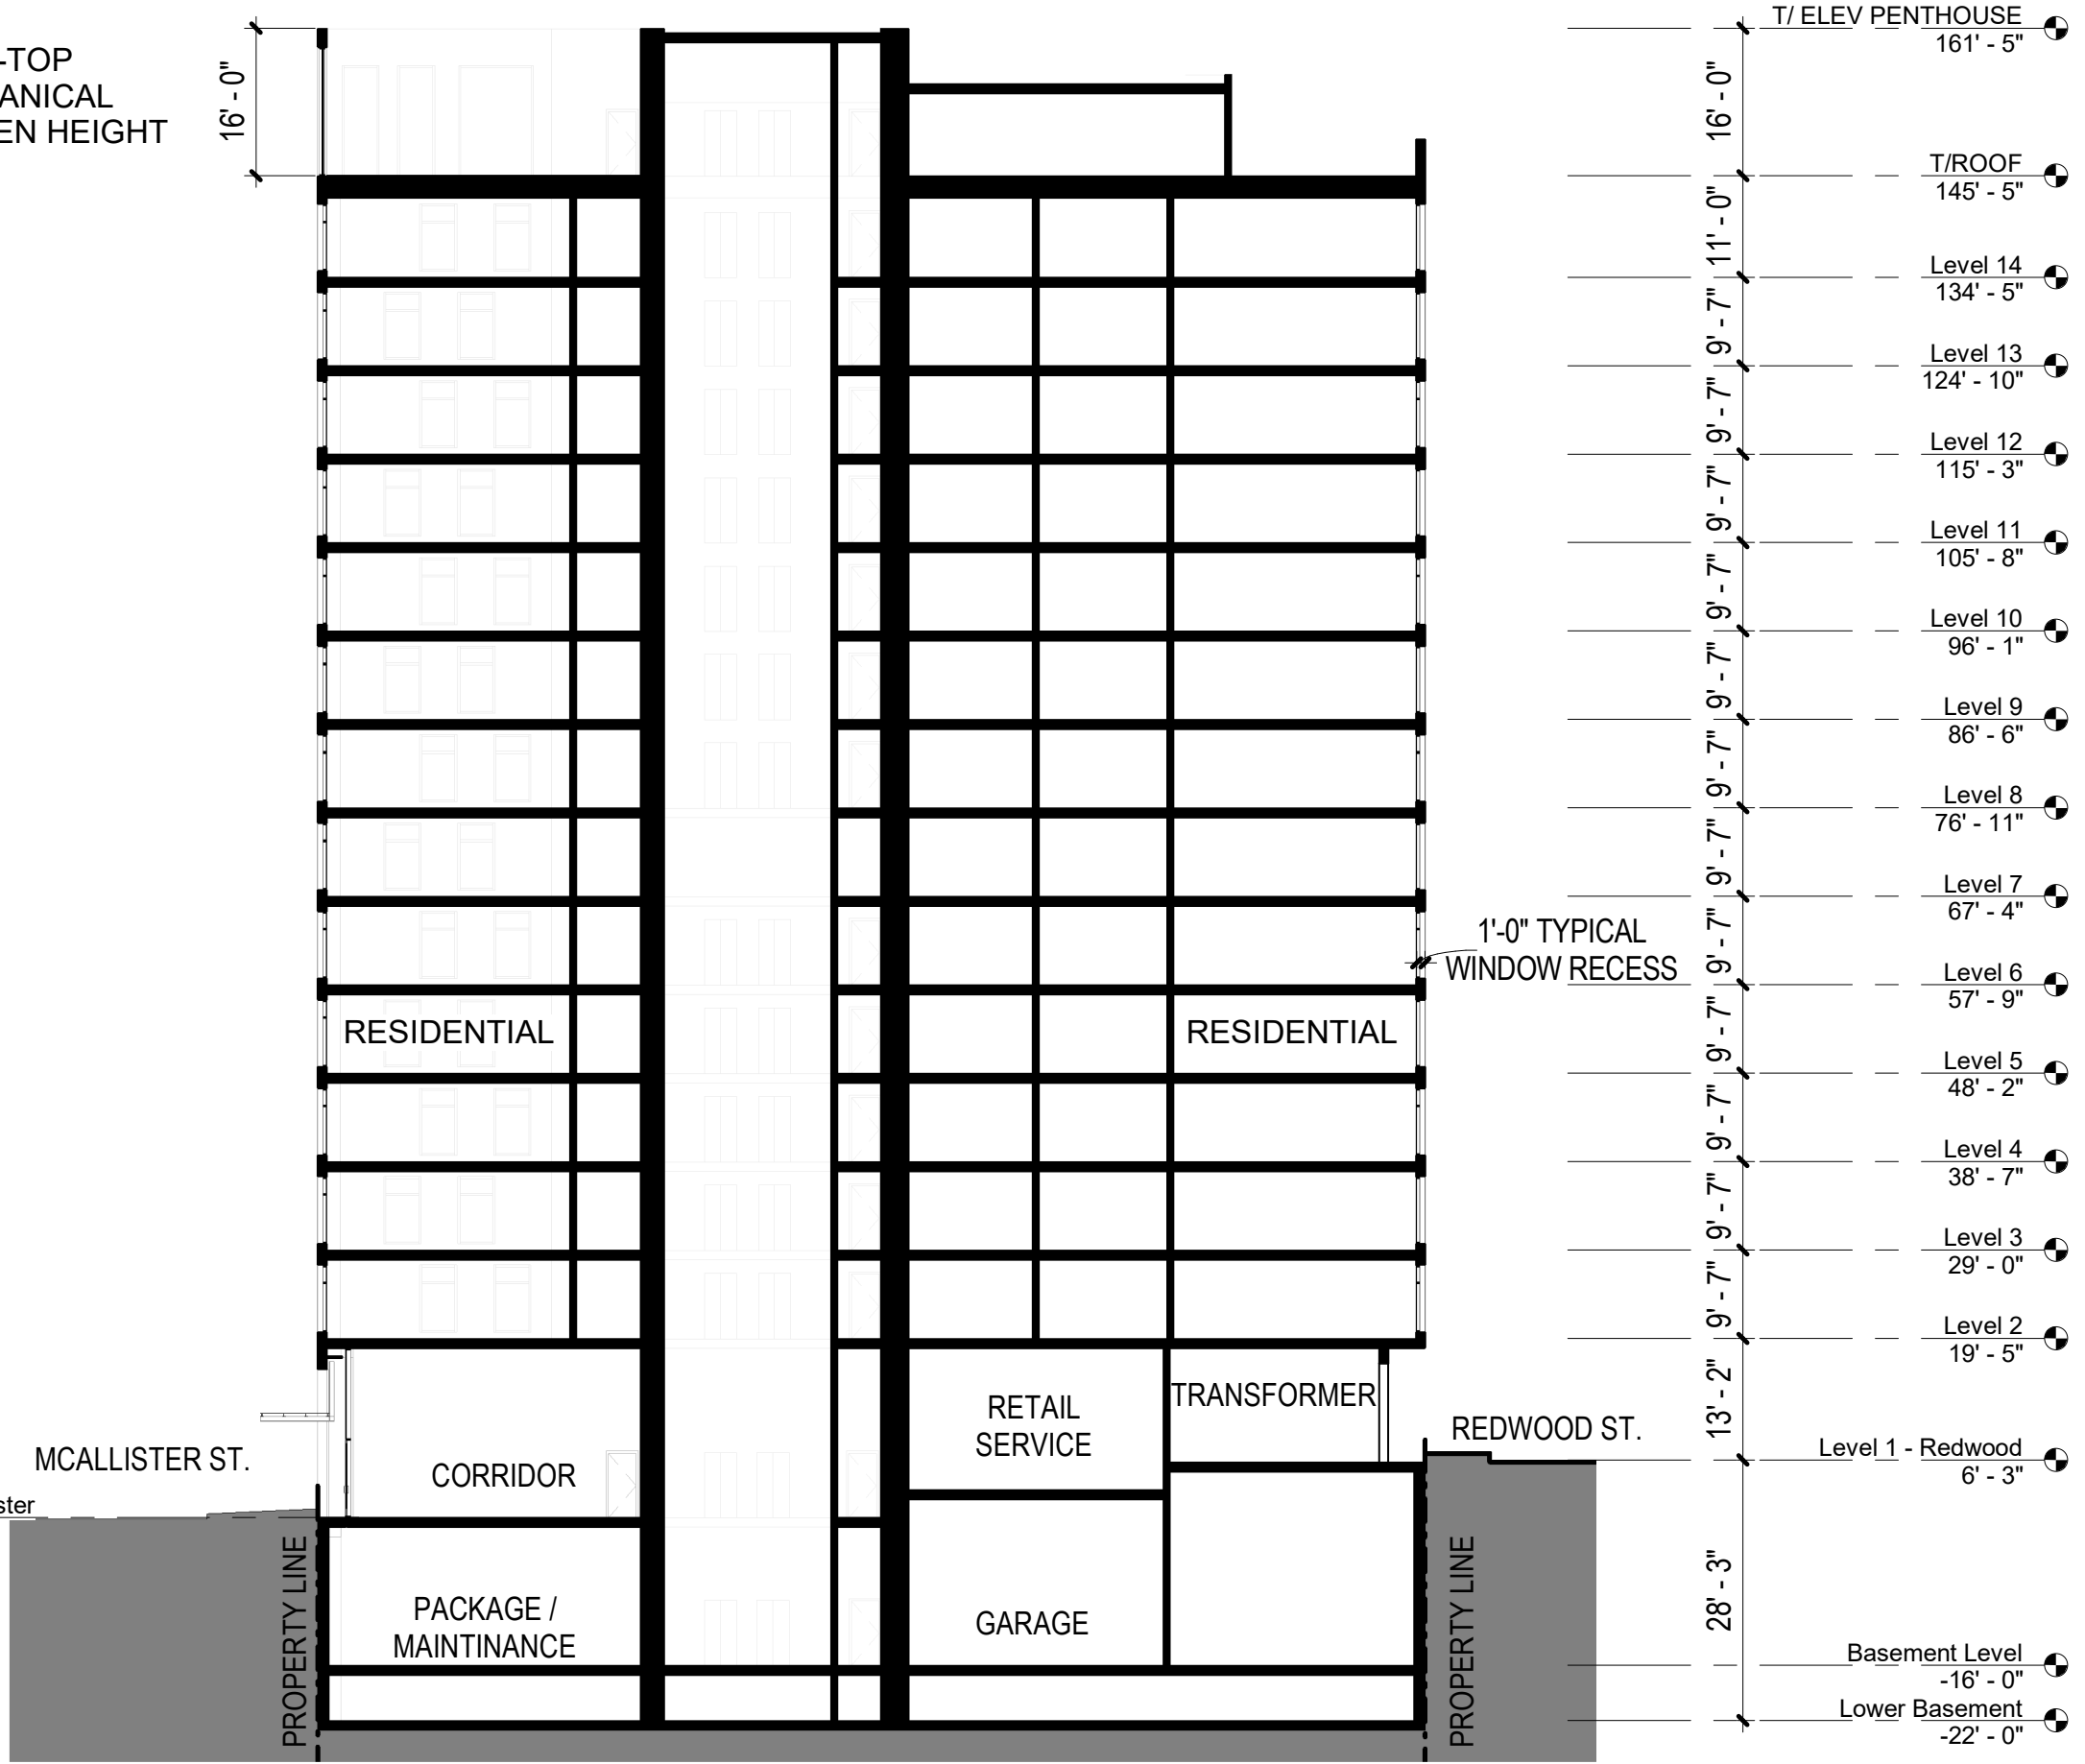 -TOP
ANICAL
EN HEIGHT
16' - 0"
T/ ELEV PENTHOUSE
161' - 5"
16' - 0"
T/ROOF
145' - 5"
11' - 0"
Level 14
134' - 5"
9' - 7"
Level 13
124' - 10"
9' - 7"
Level 12
115' - 3"
9' - 7"
Level 11
105' - 8"
9' - 7"
Level 10
96' - 1"
9' - 7"
Level 9
86' - 6"
9' - 7"
Level 8
76' - 11"
9' - 7"
Level 7
67' - 4"
9' - 7"
1'-0" TYPICAL
WINDOW RECESS
Level 6
57' - 9"
9' - 7"
RESIDENTIAL
RESIDENTIAL
Level 5
48' - 2"
9' - 7"
Level 4
38' - 7"
9' - 7"
Level 3
29' - 0"
9' - 7"
Level 2
19' - 5"
13' - 2"
RETAIL
SERVICE
TRANSFORMER
REDWOOD ST.
MCALLISTER ST.
CORRIDOR
Level 1 - Redwood
6' - 3"
ster
PROPERTY LINE
PACKAGE /
MAINTINANCE
GARAGE
PROPERTY LINE
28' - 3"
Basement Level
-16' - 0"
Lower Basement
-22' - 0"